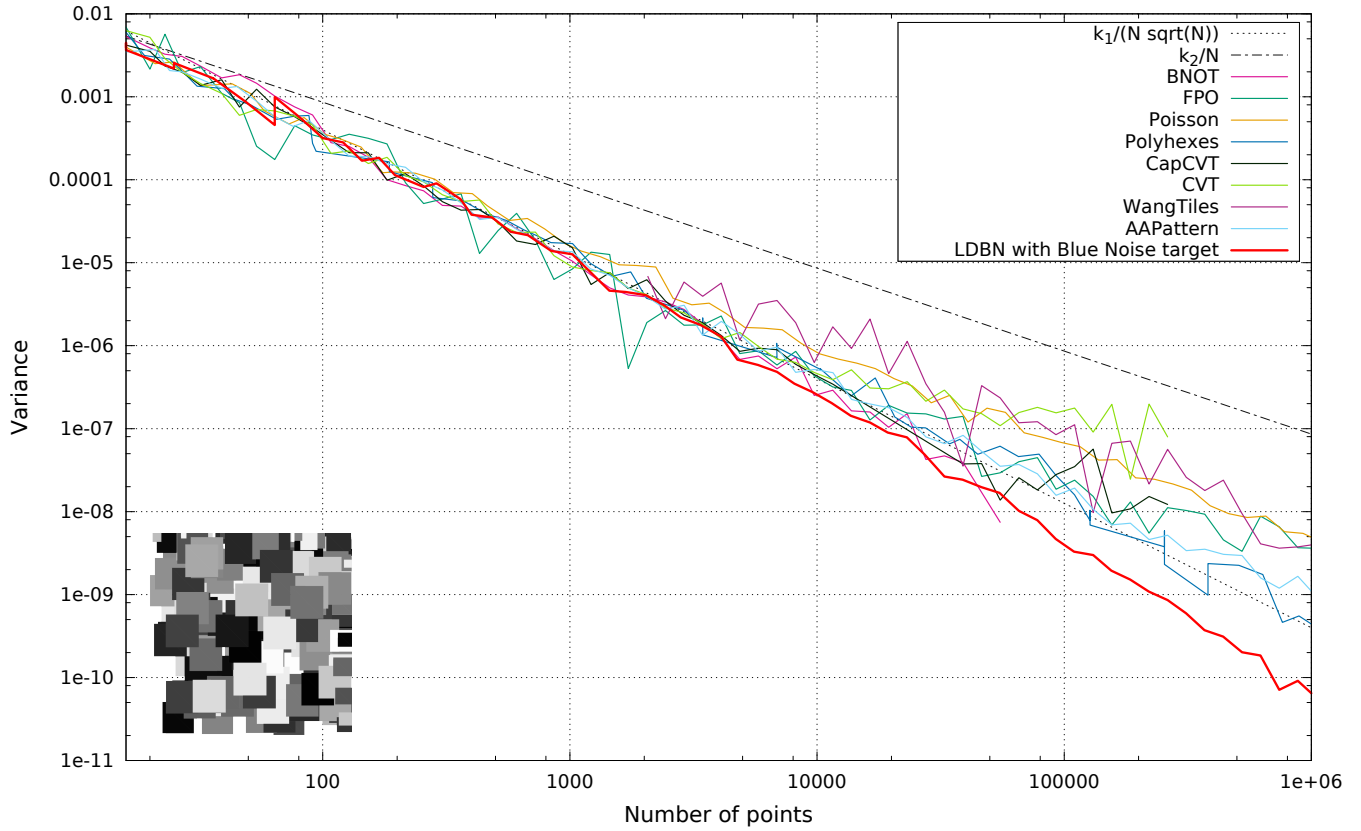 0.01
0.001
0.0001
1e-05
1e-06
1e-07
1e-08
1e-09
1e-10
1e-11
Variance
k1/(N sqrt(N))
k2/N
BNOT
FPO
Poisson
Polyhexes
CapCVT
CVT
WangTiles
AAPattern
LDBN with Blue Noise target
100
1000
10000
100000
1e+06
Number of points